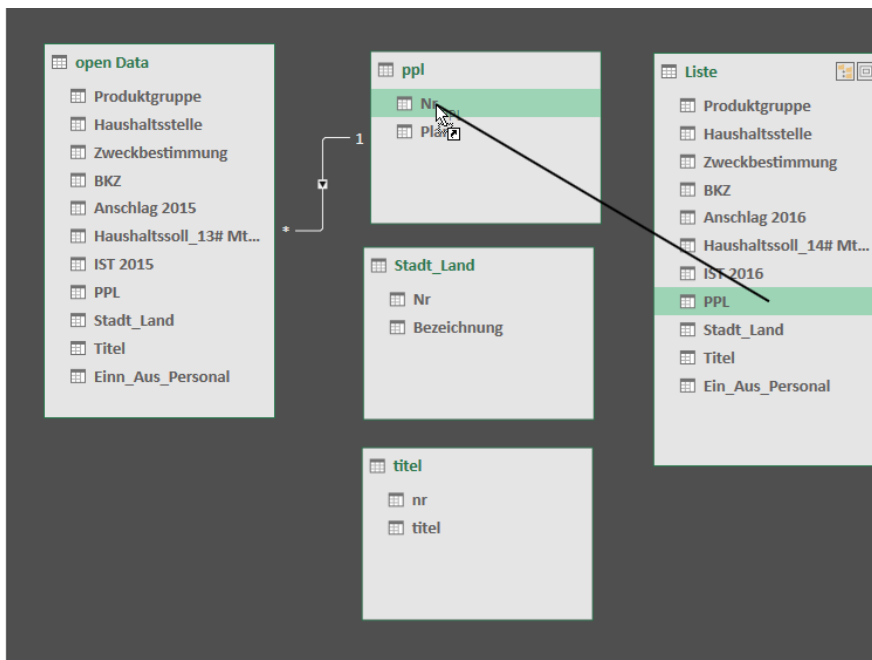 open Data
Produktgruppe
Haushaltsstelle
Zweckbestimmung
BKZ
Anschlag 2015
Haushaltssoll_13# Mt...
IST 2015
PPL
Stadt_Land
Titel
Einn_Aus_Personal
1
*
ppl
Nr
Stadt_Land
Nr
Bezeichnung
titel
nr
titel
Liste
Produktgruppe
Haushaltsstelle
Zweckbestimmung
BKZ
Anschlag 2016
Haushaltssoll_14# Mt...
IST 2016
PPL
Stadt_Land
Titel
Ein_Aus_Personal